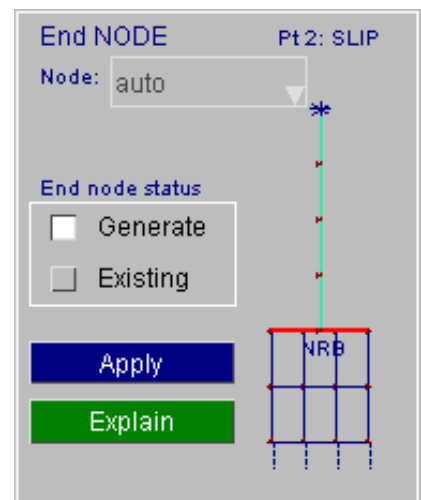 End NODE Pt 2: SLIP
Node: auto
End node status
Generate
Existing
NRB
Apply
Explain